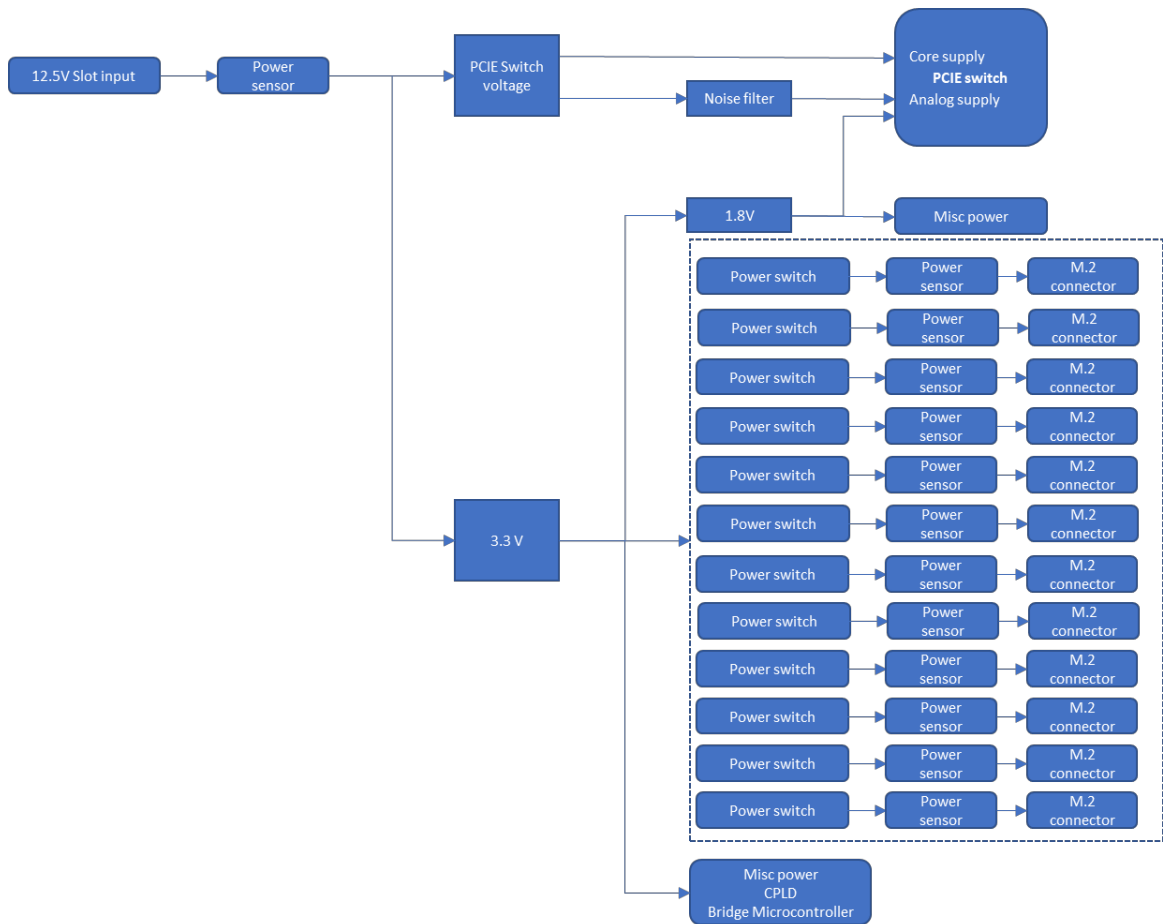 12.5V Slot input
Power
sensor
PCIE Switch
voltage
Noise filter
Core supply
PCIE switch
Analog supply
1.8V
Misc power
Power switch
Power
sensor
M.2
connector
Power switch
Power
sensor
M.2
connector
Power switch
Power
sensor
M.2
connector
Power switch
Power
sensor
M.2
connector
Power switch
Power
sensor
M.2
connector
3.3 V
Power switch
Power
sensor
M.2
connector
Power switch
Power
sensor
M.2
connector
Power switch
Power
sensor
M.2
connector
Power switch
Power
sensor
M.2
connector
Power switch
Power
sensor
M.2
connector
Power switch
Power
sensor
M.2
connector
Power switch
Power
sensor
M.2
connector
Misc power
CPLD
Bridge Microcontroller